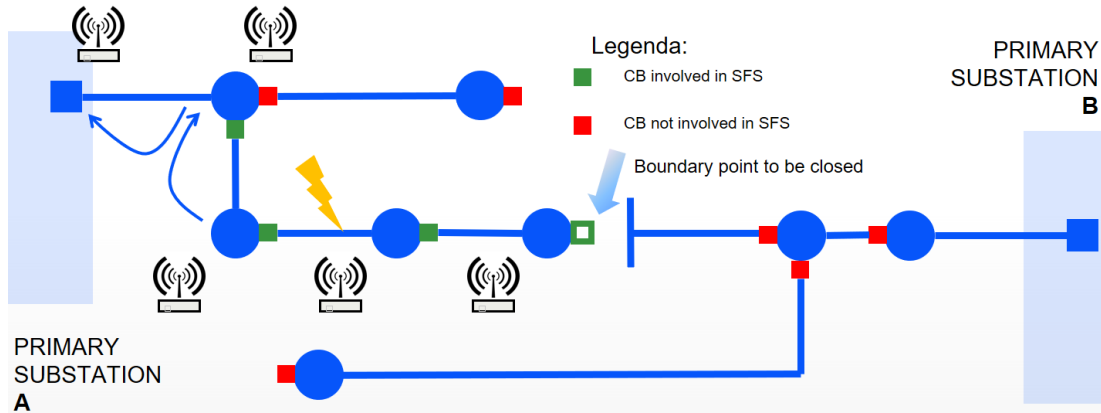 Legenda:
CB involved in SFS
CB not involved in SFS
Boundary point to be closed
PRIMARY
SUBSTATION
B
PRIMARY
SUBSTATION
A